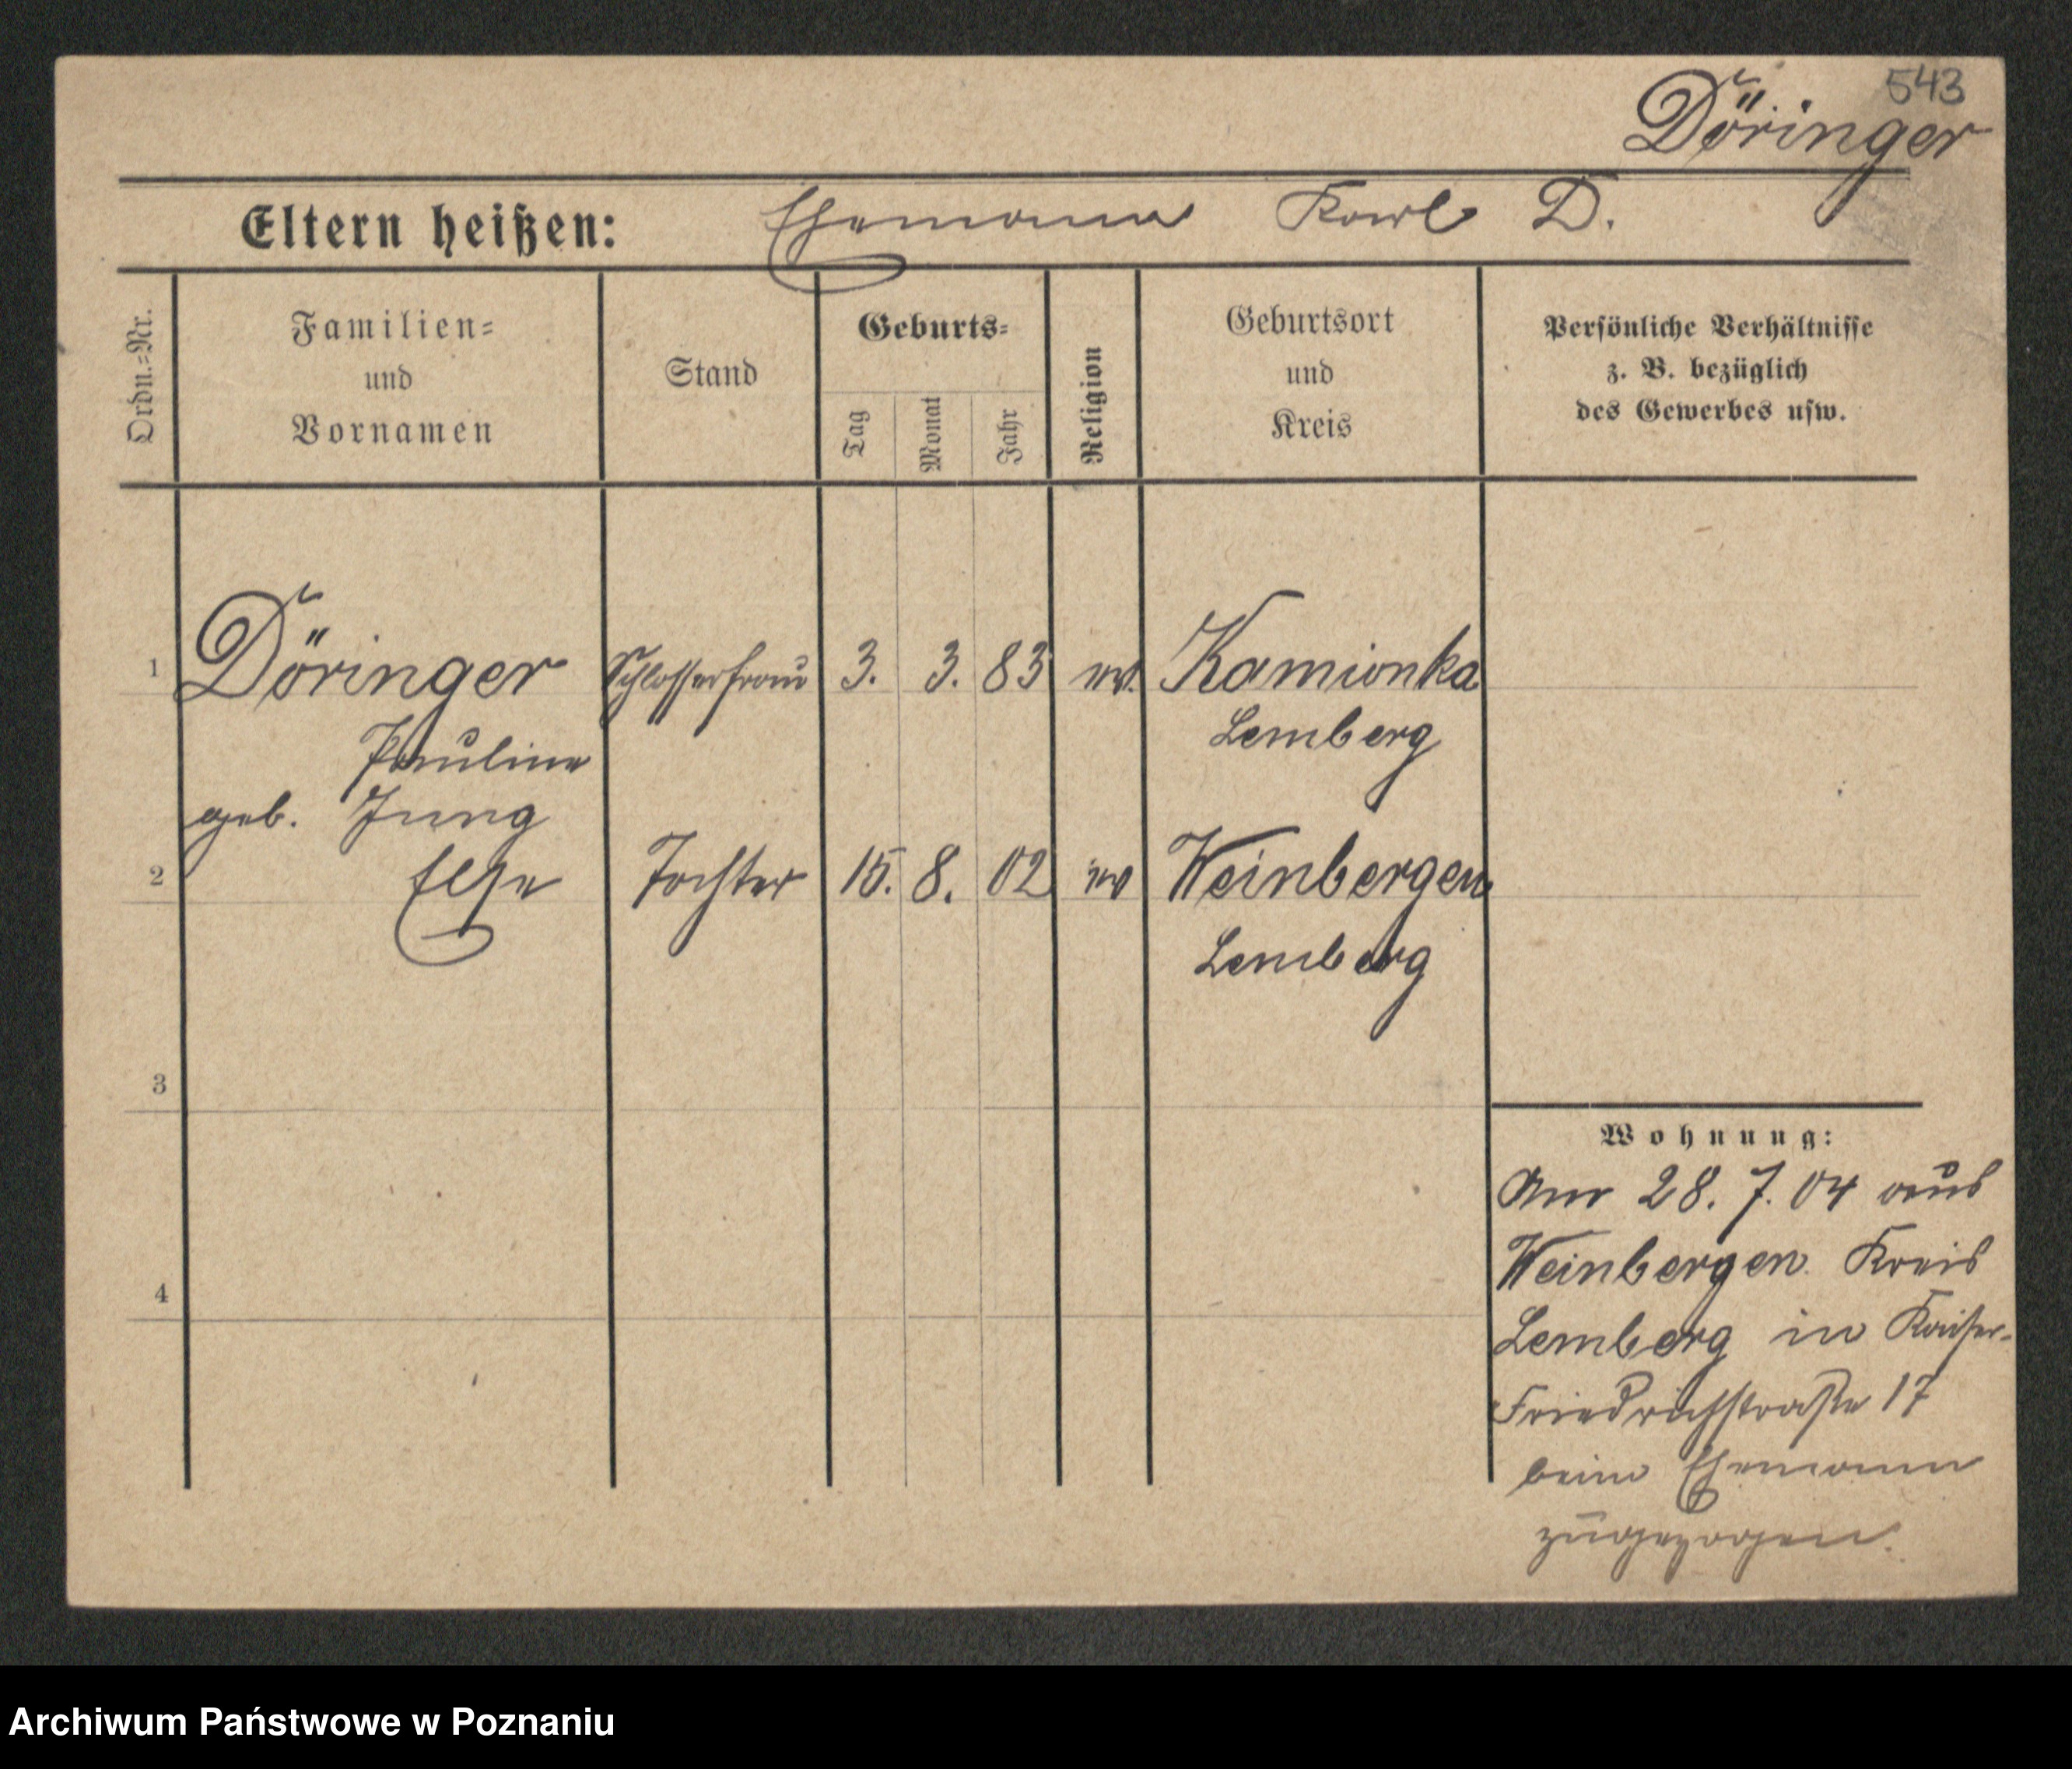 543
Döringer
Eltern heißen: Ehemann Karl D.
Ordn.=Nr.
Familien=
und
Vornamen
Stand
Geburts=
Tag
Monat
Jahr
Religion
Geburtsort
und
Kreis
Persönliche Verhältnisse
z. B. bezüglich
des Gewerbes usw.
1 Döringer Schlosserfrau 3. 3. 83 ev. Kamionka
Lemberg
Pauline
geb. Jung
2 Else Tochter 15. 8. 02 ev Weinbergen
Lemberg
3
4
Wohnung:
Am 28. 7. 04 aus
Weinbergen Kreis
Lemberg in Kaiser-
Friedrichstraße 17
beim Ehemann
zugezogen.
Archiwum Państwowe w Poznaniu